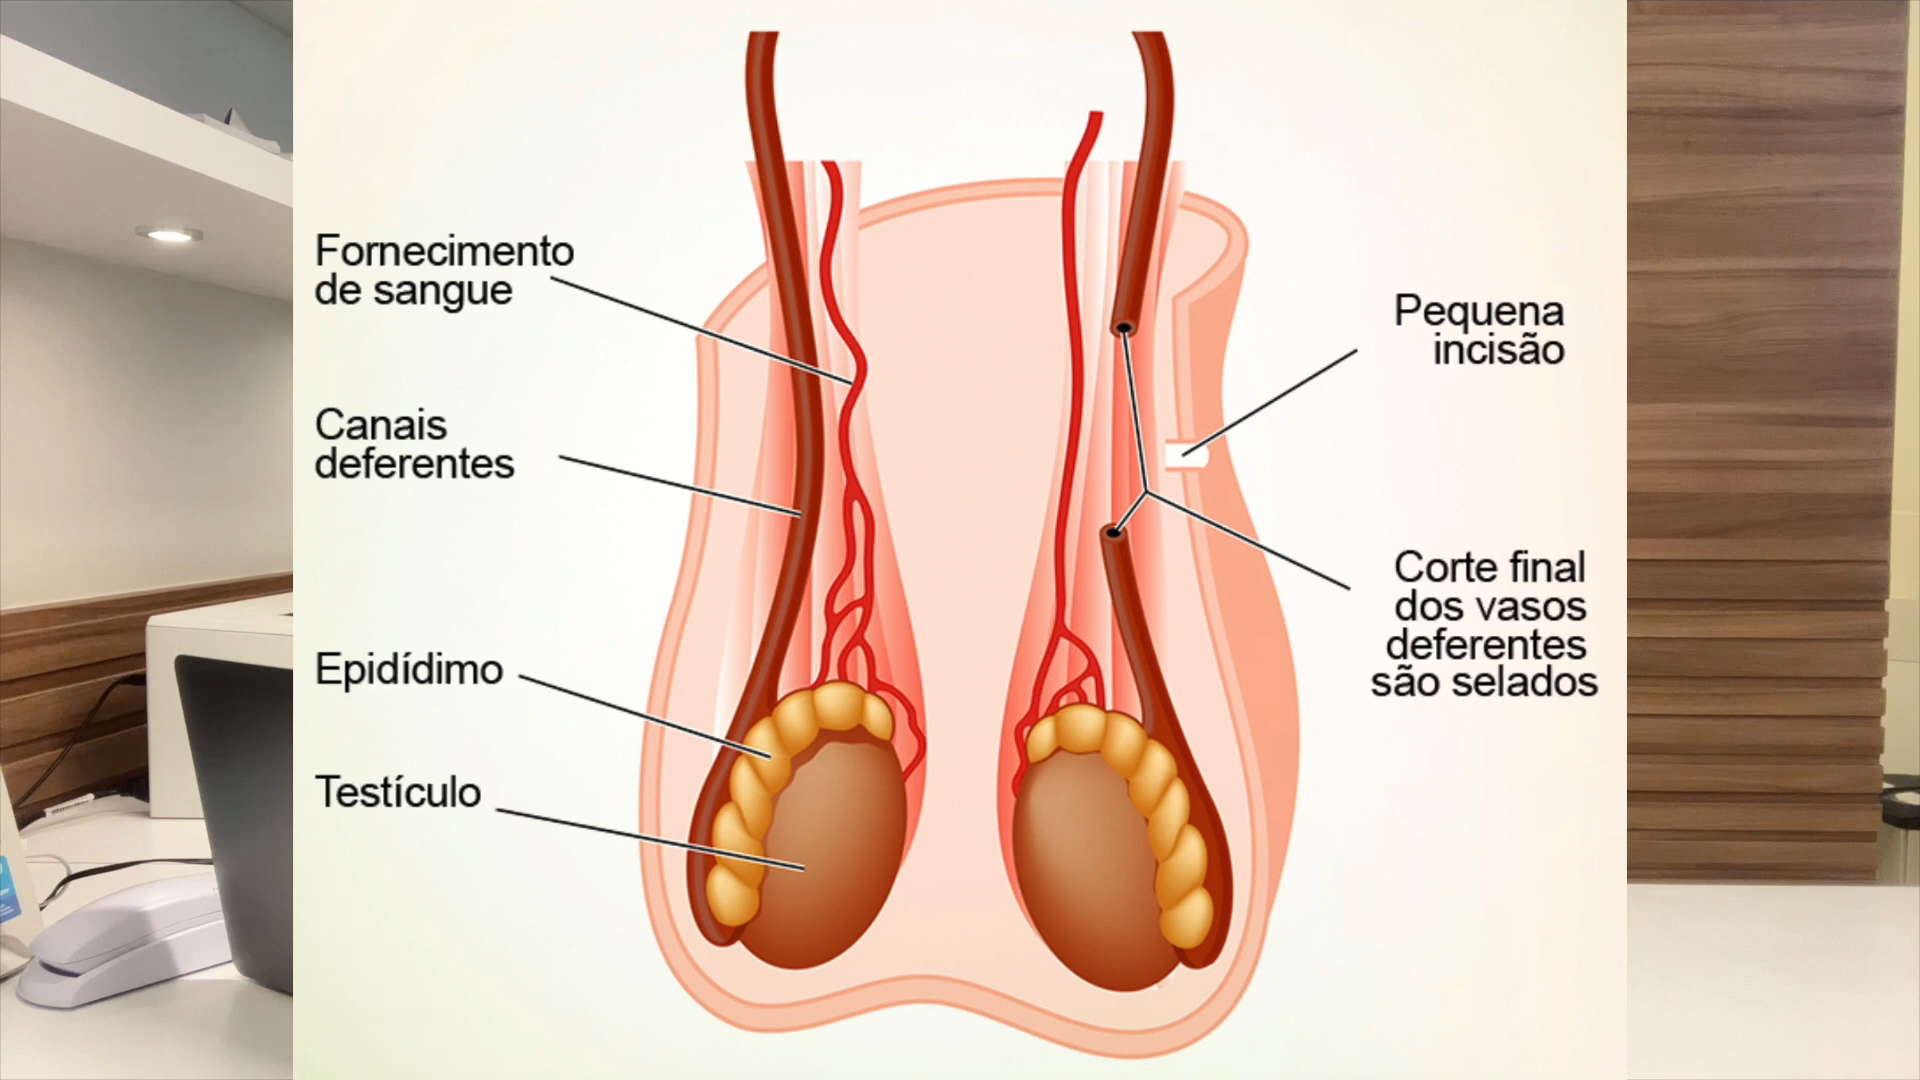 Fornecimento
de sangue
Canais
deferentes
Epidídimo
Testículo
Pequena
incisão
Corte final
dos vasos
deferentes
são selados